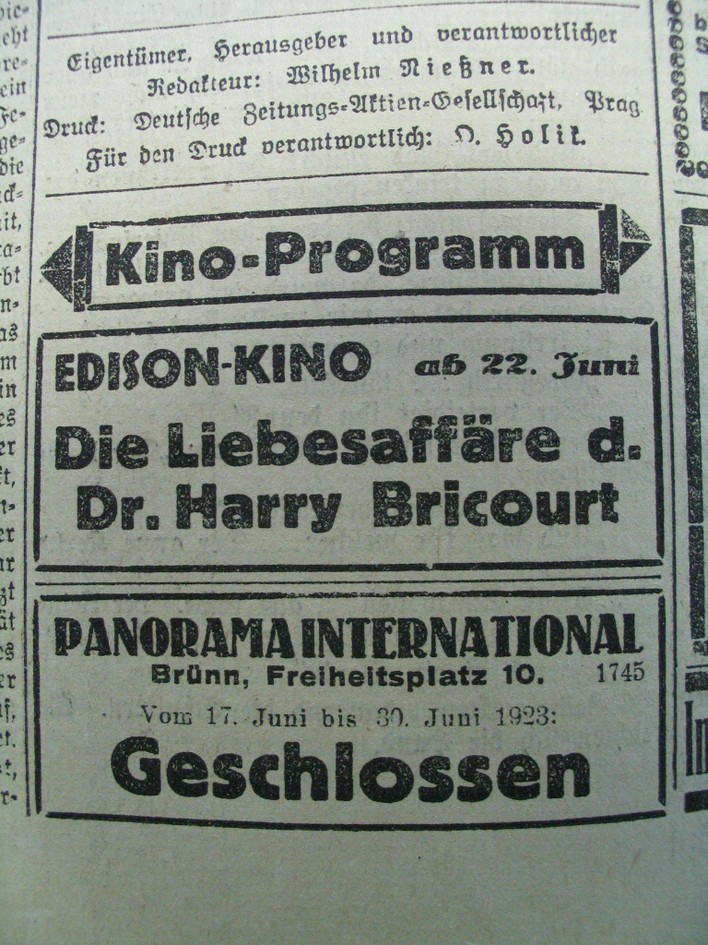 Eigentümer, Herausgeber und verantwortlicher
Redakteur: Wilhelm Nießner.
Druck: Deutsche Zeitungs-Aktien-Gesellschaft, Prag
Für den Druck verantwortlich: O. Holik.
Kino-Programm
EDISON-KINO ab 22. Juni
Die Liebesaffäre d.
Dr. Harry Bricourt
PANORAMA INTERNATIONAL
Brünn, Freiheitsplatz 10. 1745
Vom 17. Juni bis 30. Juni 1923:
Geschlossen